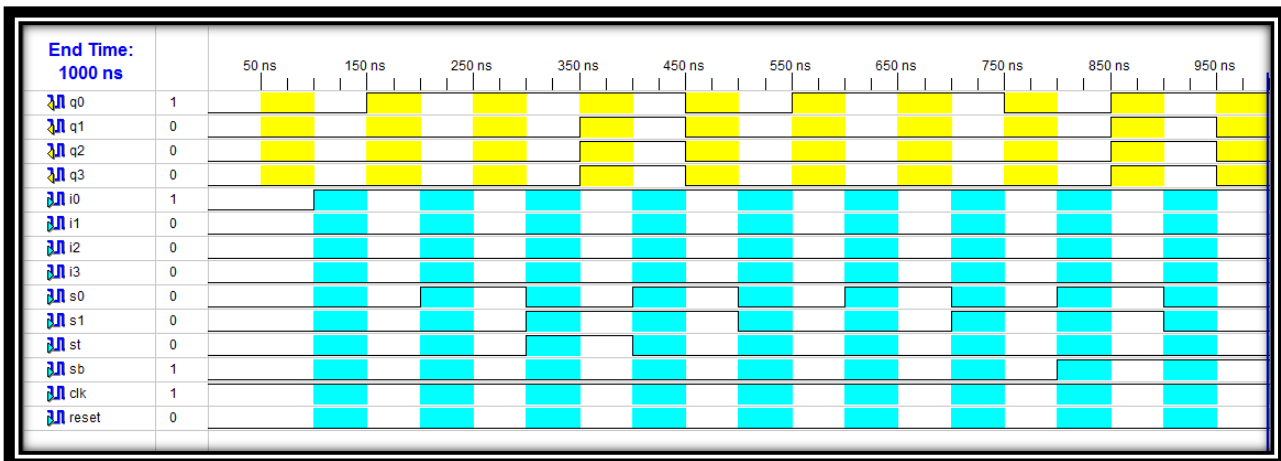 End Time:
1000 ns
50 ns 150 ns 250 ns 350 ns 450 ns 550 ns 650 ns 750 ns 850 ns 950 ns
q0 1
q1 0
q2 0
q3 0
i0 1
i1 0
i2 0
i3 0
s0 0
s1 0
st 0
sb 1
clk 1
reset 0